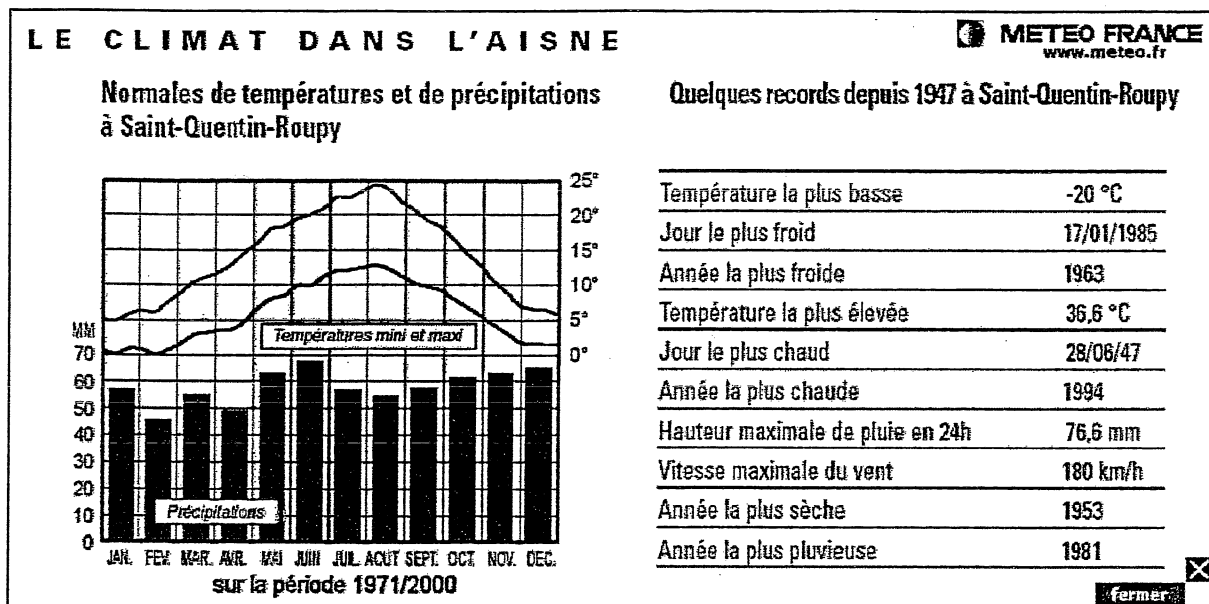 LE CLIMAT DANS L'AISNE
METEO FRANCE
www.meteo.fr
Normales de températures et de précipitations
à Saint-Quentin-Roupy
25°
20°
15°
10°
5°
0°
MM
70
60
50
40
30
20
10
0
Températures mini et maxi
Précipitations
JAN. FEV. MAR. AVR. MAI JUIN JUIL. AOUT SEPT. OCT. NOV. DEC.
sur la période 1971/2000
Quelques records depuis 1947 à Saint-Quentin-Roupy
Température la plus basse -20 °C
Jour le plus froid 17/01/1985
Année la plus froide 1963
Température la plus élevée 36,6 °C
Jour le plus chaud 28/06/47
Année la plus chaude 1994
Hauteur maximale de pluie en 24h 76,6 mm
Vitesse maximale du vent 180 km/h
Année la plus sèche 1953
Année la plus pluvieuse 1981
fermer